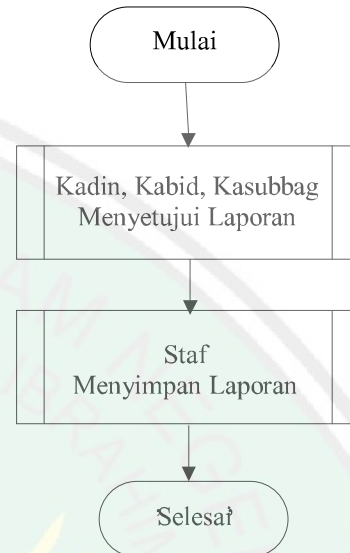 Mulai
Kadin, Kabid, Kasubbag
Menyetujui Laporan
Staf
Menyimpan Laporan
Selesai